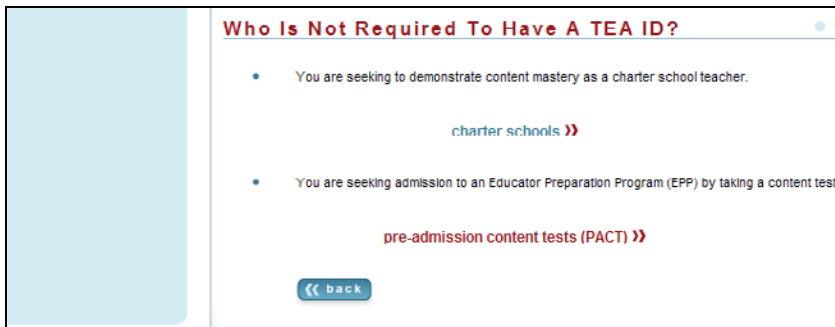 Who Is Not Required To Have A TEA ID?
You are seeking to demonstrate content mastery as a charter school teacher.
charter schools
You are seeking admission to an Educator Preparation Program (EPP) by taking a content test
pre-admission content tests (PACT)
back